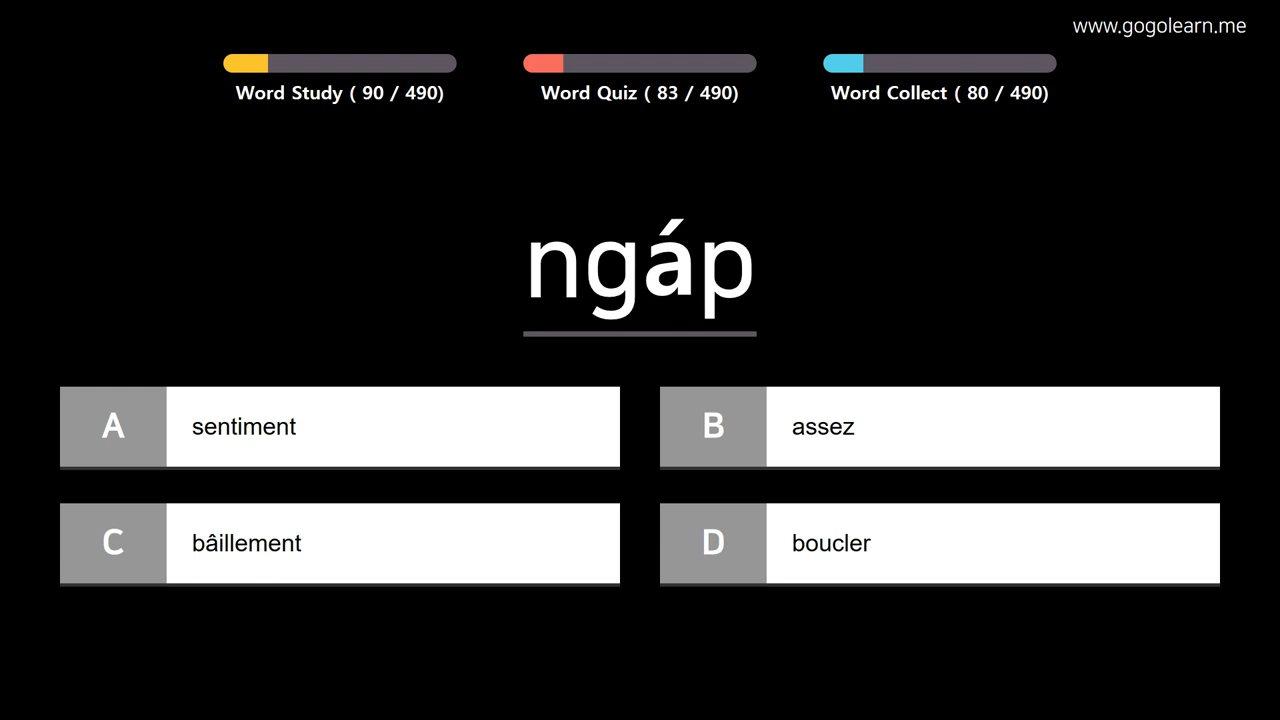 www.gogolearn.me
Word Study ( 90 / 490)
Word Quiz ( 83 / 490)
Word Collect ( 80 / 490)
ngáp
A sentiment
B assez
C bâillement
D boucler